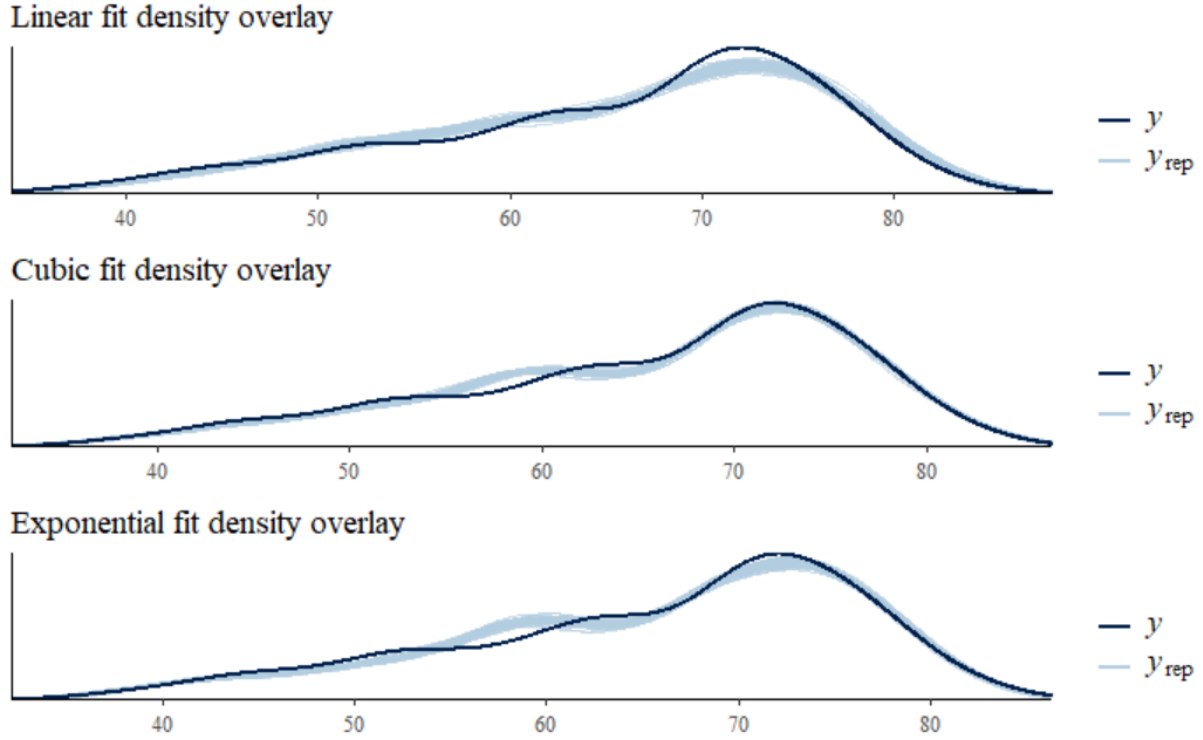 Linear fit density overlay
y
y rep
40 50 60 70 80
Cubic fit density overlay
y
y rep
40 50 60 70 80
Exponential fit density overlay
y
y rep
40 50 60 70 80